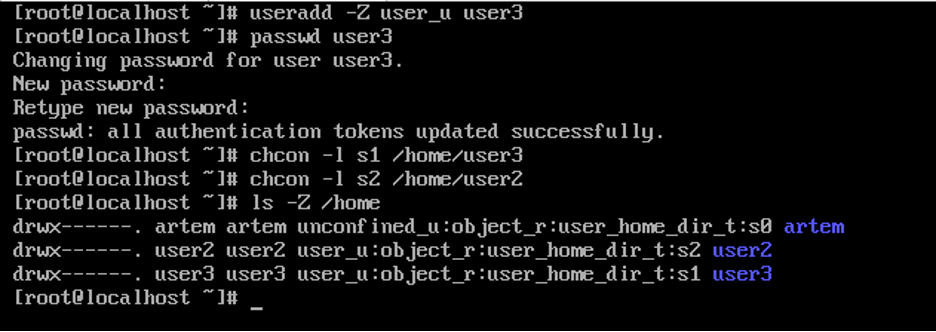 [root@localhost ~]# useradd -Z user_u user3
[root@localhost ~]# passwd user3
Changing password for user user3.
New password:
Retype new password:
passwd: all authentication tokens updated successfully.
[root@localhost ~]# chcon -l s1 /home/user3
[root@localhost ~]# chcon -l s2 /home/user2
[root@localhost ~]# ls -Z /home
drwx------. artem artem unconfined_u:object_r:user_home_dir_t:s0 artem
drwx------. user2 user2 user_u:object_r:user_home_dir_t:s2 user2
drwx------. user3 user3 user_u:object_r:user_home_dir_t:s1 user3
[root@localhost ~]# _